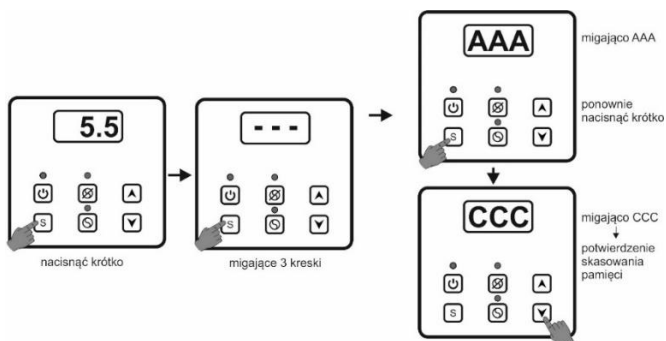 5.5
S
nacisnąć krótko
- - -
S
migające 3 kreski
AAA
S
migająco AAA
ponownie
nacisnąć krótko
CCC
S
migająco CCC
potwierdzenie
skasowania
pamięci